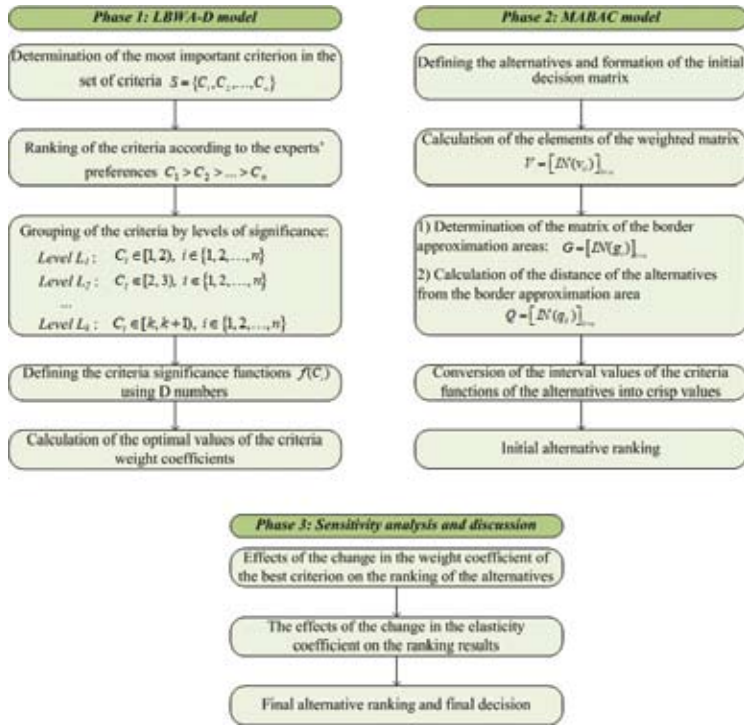 Phase 1: LBWA-D model
Determination of the most important criterion in the
set of criteria S = {C₁, C₂, ..., Cₙ}
Ranking of the criteria according to the experts'
preferences C₁ > C₂ > ... > Cₙ
Grouping of the criteria by levels of significance:
Level L₁: Cᵢ ∈ [1, 2), i ∈ {1, 2, ..., n}
Level L₂: Cᵢ ∈ [2, 3), i ∈ {1, 2, ..., n}
...
Level Lₖ: Cᵢ ∈ [k, k+1), i ∈ {1, 2, ..., n}
Defining the criteria significance functions f(Cᵢ)
using D numbers
Calculation of the optimal values of the criteria
weight coefficients
Phase 2: MABAC model
Defining the alternatives and formation of the initial
decision matrix
Calculation of the elements of the weighted matrix
V = [IN(vᵢⱼ)]
1) Determination of the matrix of the border
approximation areas: G = [IN(gᵢ)]
2) Calculation of the distance of the alternatives
from the border approximation area
Q = [IN(qᵢⱼ)]
Conversion of the interval values of the criteria
functions of the alternatives into crisp values
Initial alternative ranking
Phase 3: Sensitivity analysis and discussion
Effects of the change in the weight coefficient of
the best criterion on the ranking of the alternatives
The effects of the change in the elasticity
coefficient on the ranking results
Final alternative ranking and final decision